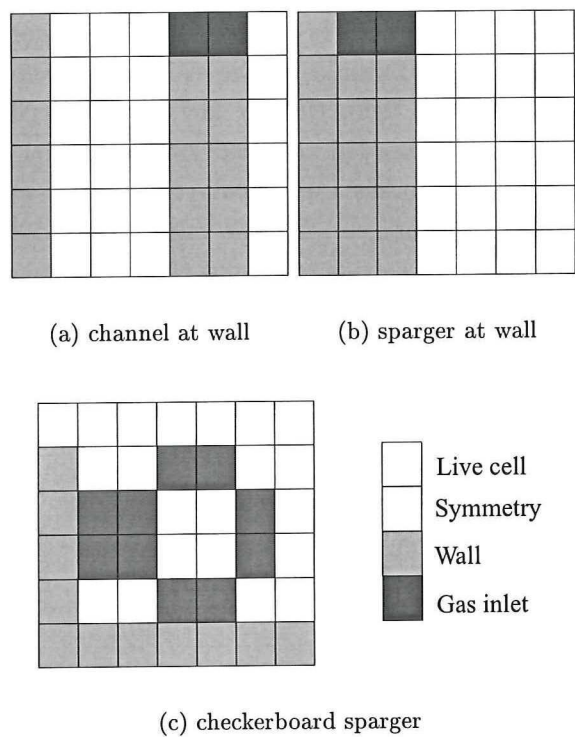 (a) channel at wall
(b) sparger at wall
Live cell
Symmetry
Wall
Gas inlet
(c) checkerboard sparger